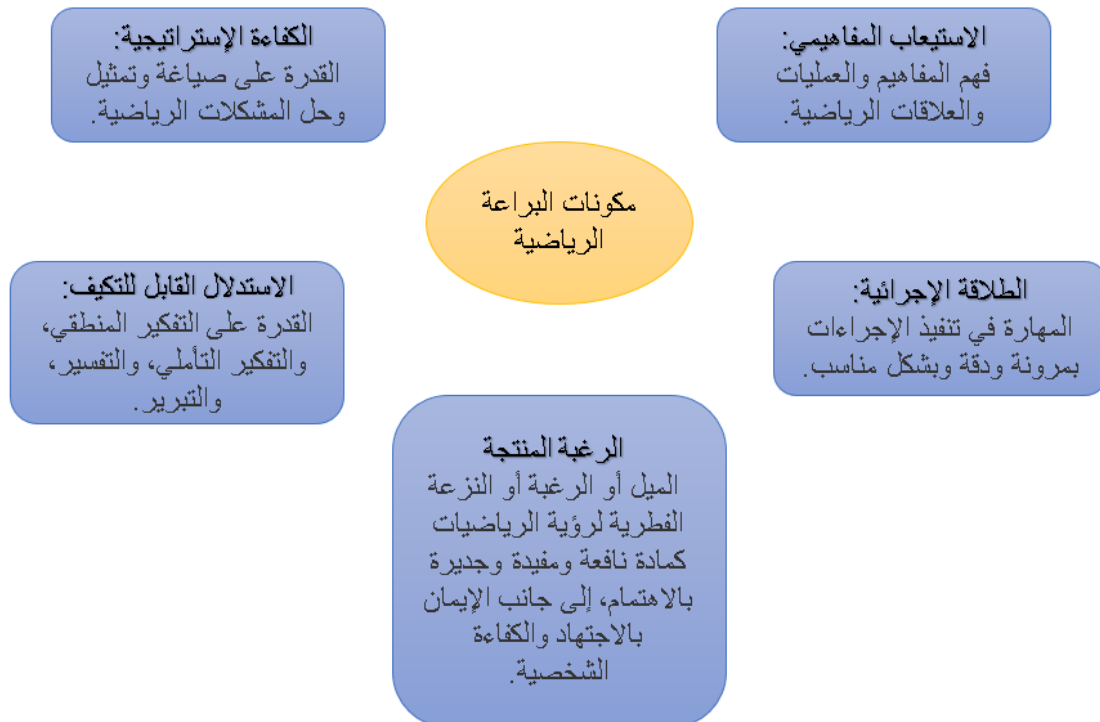 الاستيعاب المفاهيمي:
فهم المفاهيم والعمليات
والعلاقات الرياضية.
الكفاءة الإستراتيجية:
القدرة على صياغة وتمثيل
وحل المشكلات الرياضية.
مكونات البراعة
الرياضية
الطلاقة الإجرائية:
المهارة في تنفيذ الإجراءات
بمرونة ودقة وبشكل مناسب.
الاستدلال القابل للتكيف:
القدرة على التفكير المنطقي،
والتفكير التأملي، والتفسير،
والتبرير.
الرغبة المنتجة
الميل أو الرغبة أو النزعة
الفطرية لرؤية الرياضيات
كمادة نافعة ومفيدة وجديرة
بالاهتمام، إلى جانب الإيمان
بالاجتهاد والكفاءة
الشخصية.